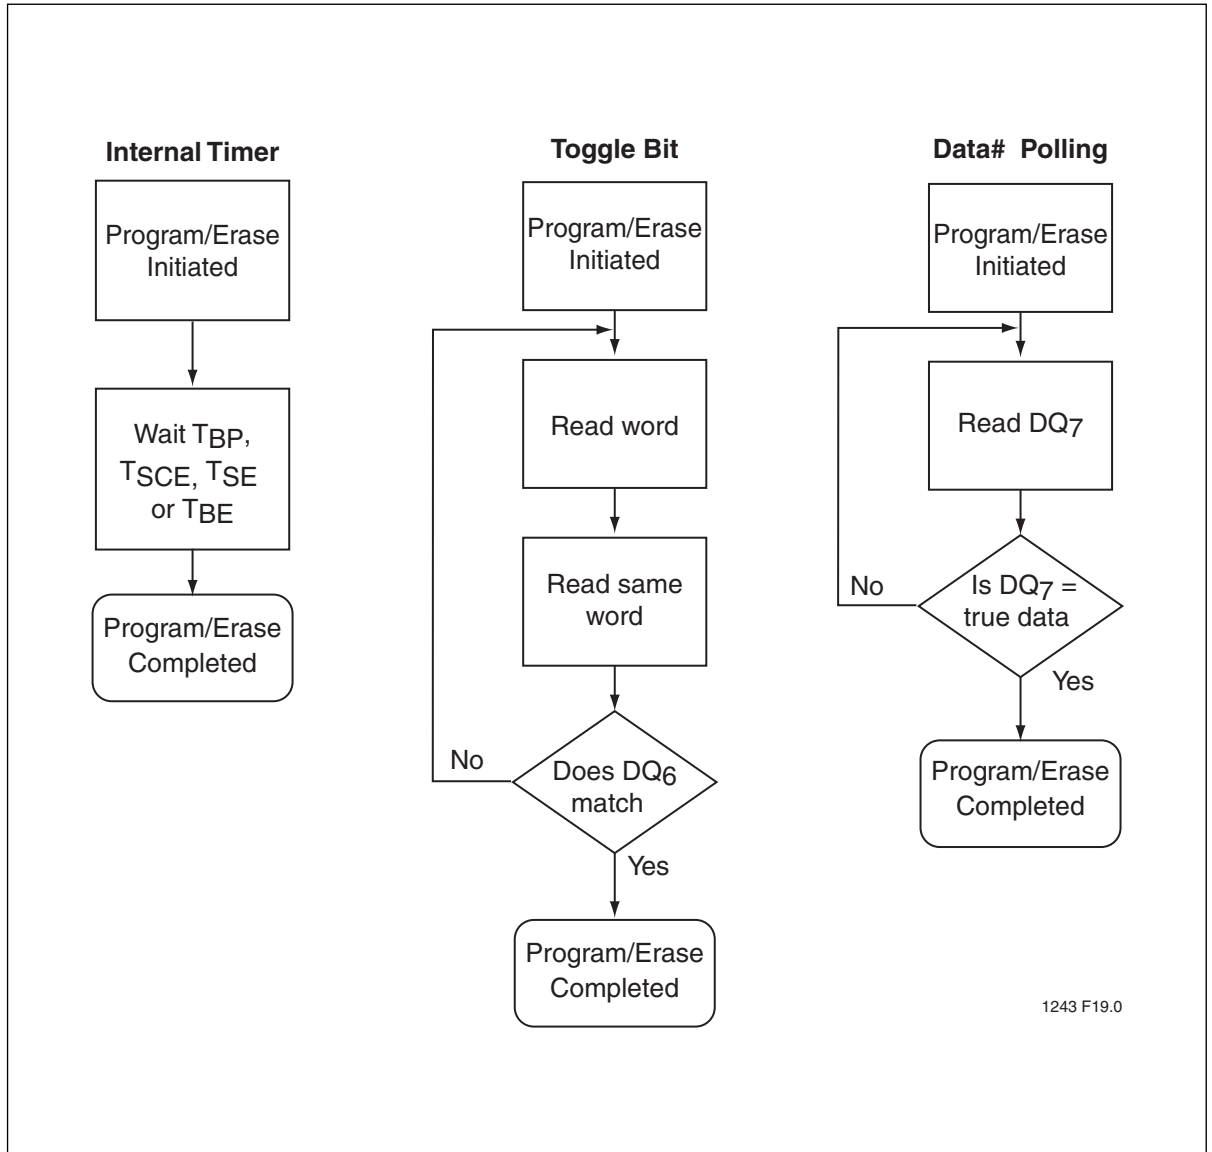 Internal Timer
Program/Erase
Initiated
Wait TBP,
TSCE, TSE
or TBE
Program/Erase
Completed
Toggle Bit
Program/Erase
Initiated
Read word
Read same
word
No
Does DQ6
match
Yes
Program/Erase
Completed
Data# Polling
Program/Erase
Initiated
Read DQ7
No
Is DQ7 =
true data
Yes
Program/Erase
Completed
1243 F19.0